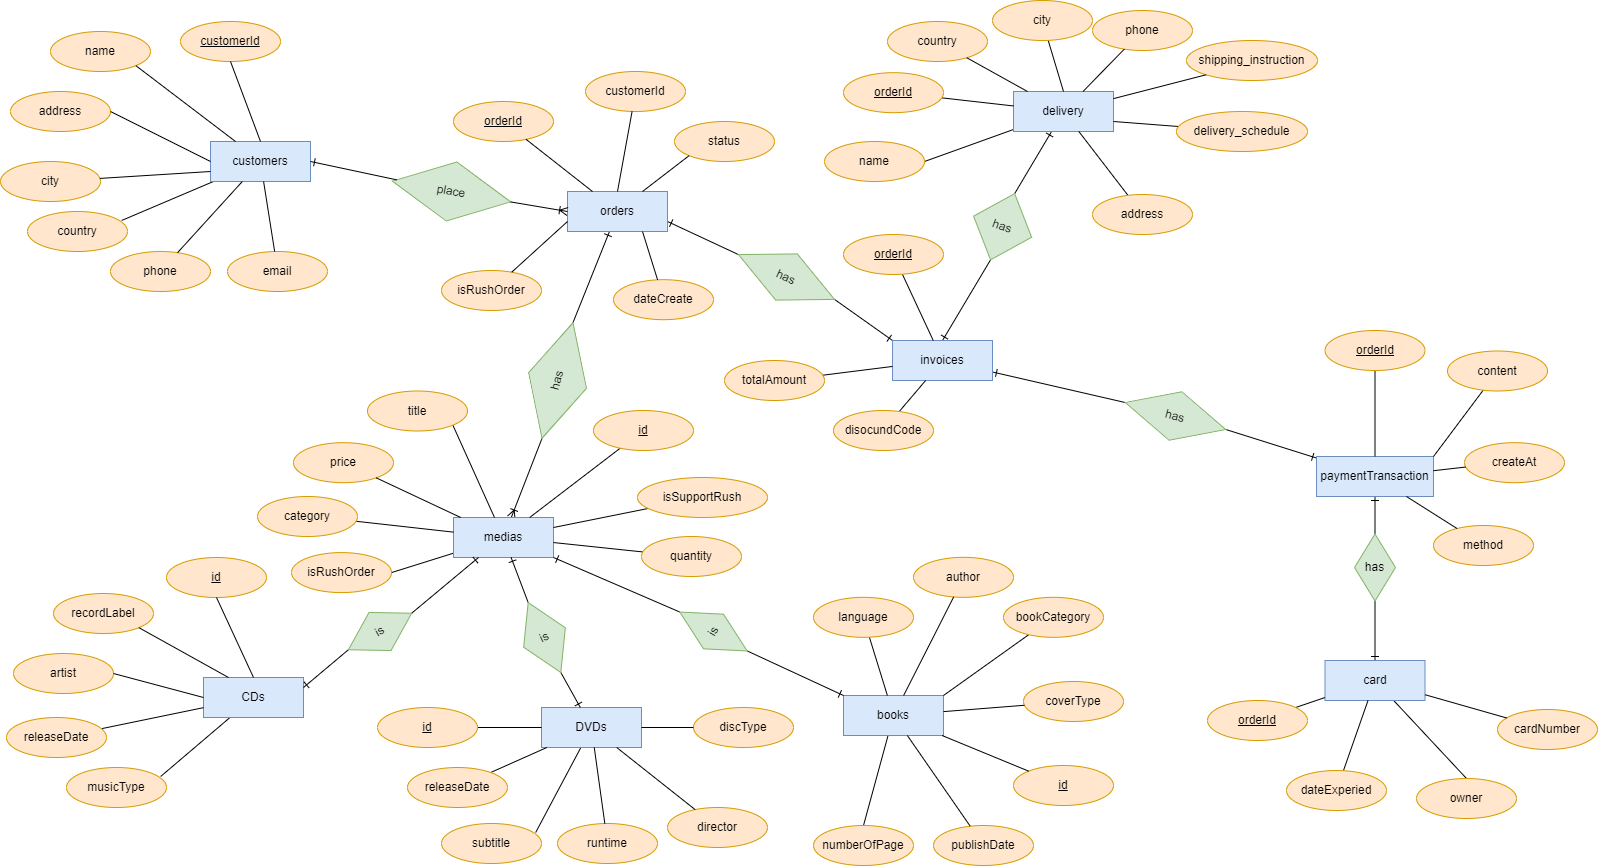 city
phone
country
shipping_instruction
customerId
name
customerId
orderId
address
delivery
orderId
status
delivery_schedule
customers
name
city
place
orders
address
country
has
orderId
phone
email
has
isRushOrder
dateCreate
orderId
invoices
content
totalAmount
has
title
has
id
disocundCode
price
createAt
paymentTransaction
isSupportRush
category
medias
method
quantity
isRushOrder
has
id
author
recordLabel
language
bookCategory
is
is
is
artist
card
CDs
coverType
books
orderId
releaseDate
id
DVDs
discType
cardNumber
musicType
releaseDate
id
dateExperied
owner
director
subtitle
runtime
numberOfPage
publishDate